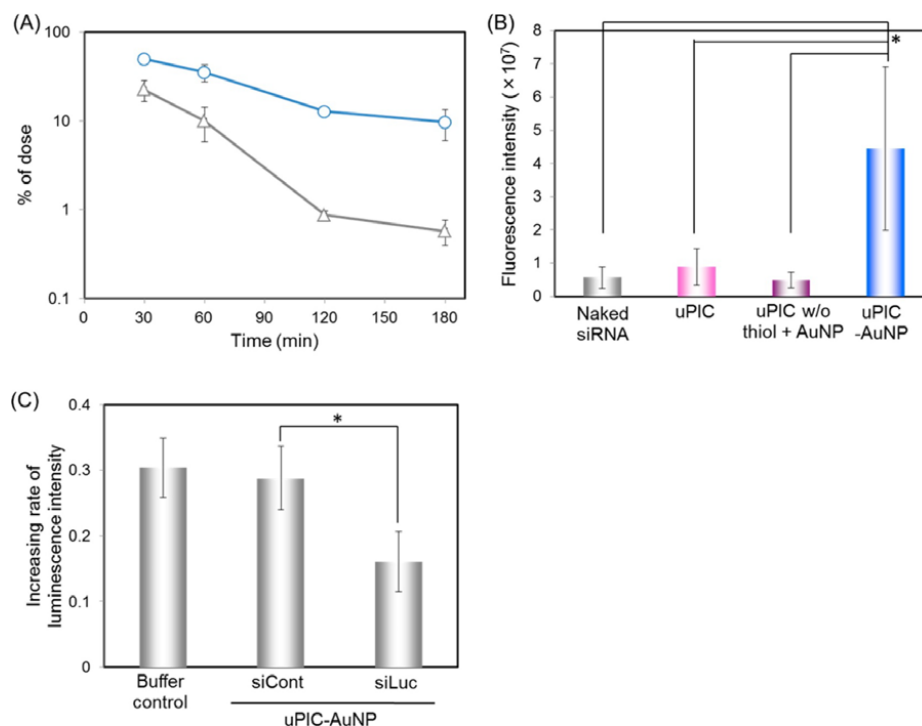 (A)
100
10
1
0.1
% of dose
0 30 60 90 120 150 180
Time (min)
(B)
8
7
6
5
4
3
2
1
0
Fluorescence intensity (×10⁷)
*
Naked
siRNA
uPIC
uPIC w/o
thiol + AuNP
uPIC
-AuNP
(C)
0.4
0.3
0.2
0.1
0
Increasing rate of
luminescence intensity
*
Buffer
control
siCont
siLuc
uPIC-AuNP